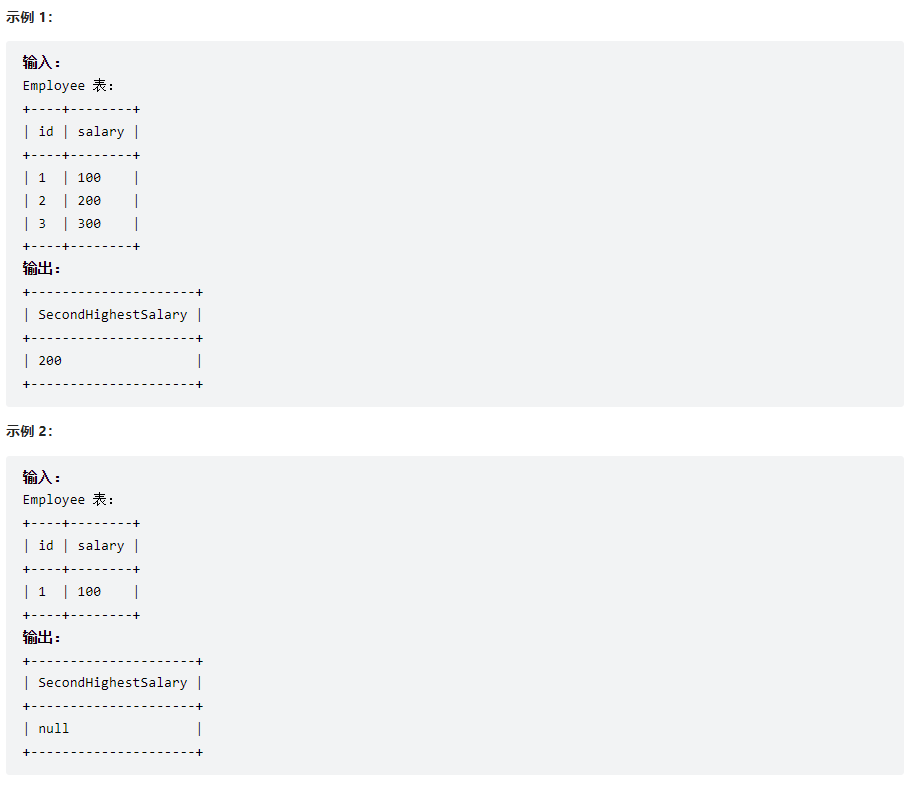 示例 1：
输入：
Employee 表：
+----+--------+
| id | salary |
+----+--------+
| 1  | 100    |
| 2  | 200    |
| 3  | 300    |
+----+--------+
输出：
+---------------------+
| SecondHighestSalary |
+---------------------+
| 200                 |
+---------------------+
示例 2：
输入：
Employee 表：
+----+--------+
| id | salary |
+----+--------+
| 1  | 100    |
+----+--------+
输出：
+---------------------+
| SecondHighestSalary |
+---------------------+
| null                |
+---------------------+